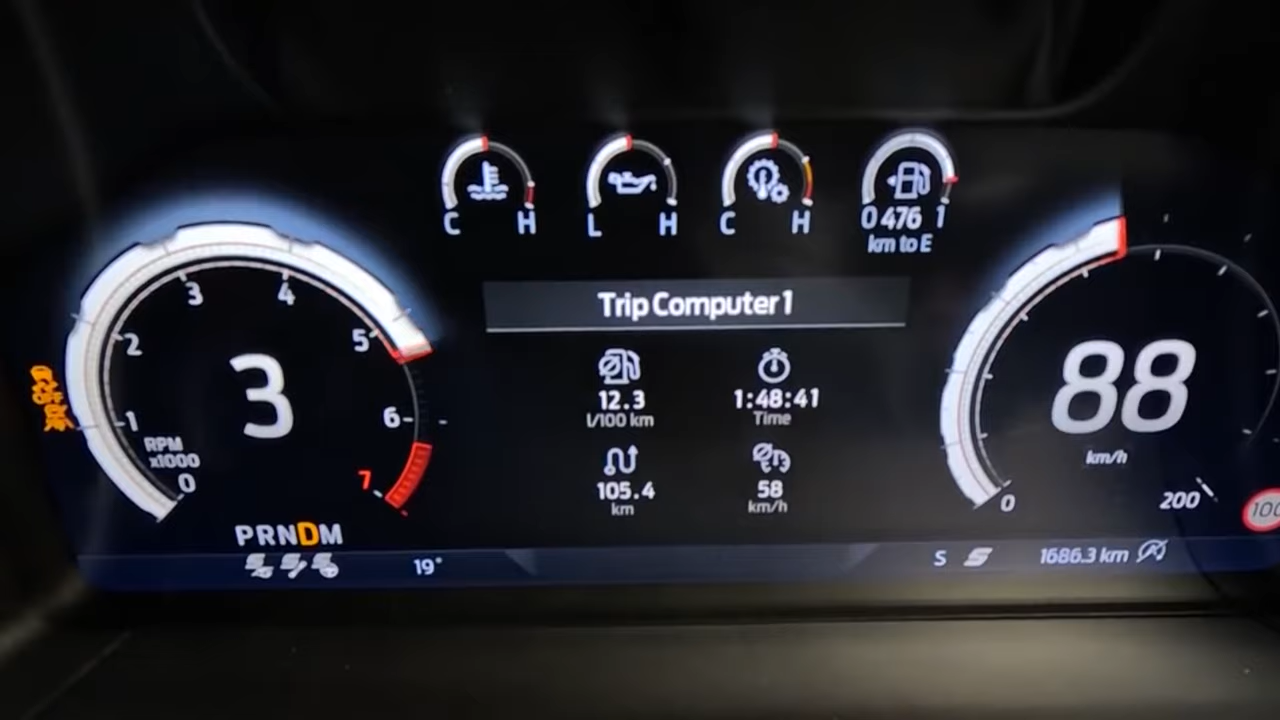 C H
L H
C H
0 476 1
km to E
Trip Computer 1
12.3
l/100 km
1:48:41
Time
105.4
km
58
km/h
0
1
2
3
4
5
6
7
RPM
x1000
3
PRNDM
19°
88
km/h
0
200
100
S
1686.3 km